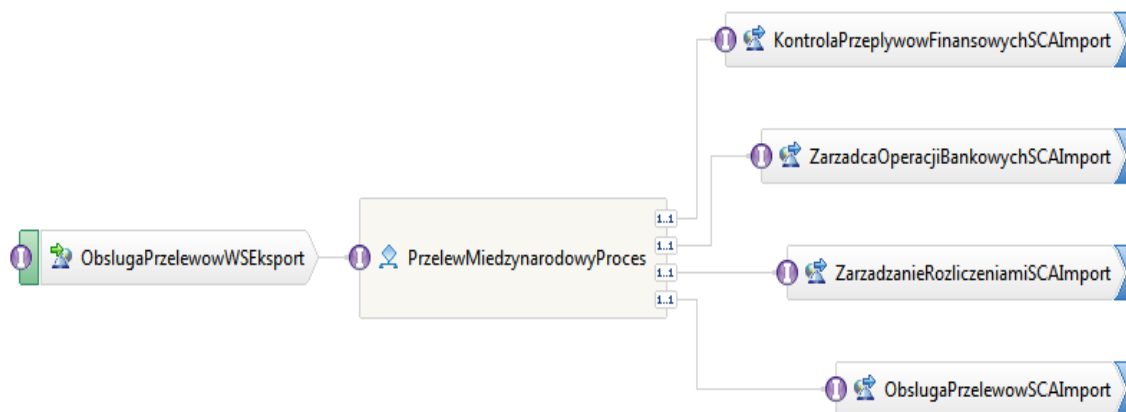 KontrolaPrzeplywowFinansowychSCAImport
ZarzadcaOperacjiBankowychSCAImport
1..1
ObslugaPrzelewowWSEksport
PrzelewMiedzynarodowyProces
1..1
1..1
ZarzadzanieRozliczeniamiSCAImport
1..1
ObslugaPrzelewowSCAImport